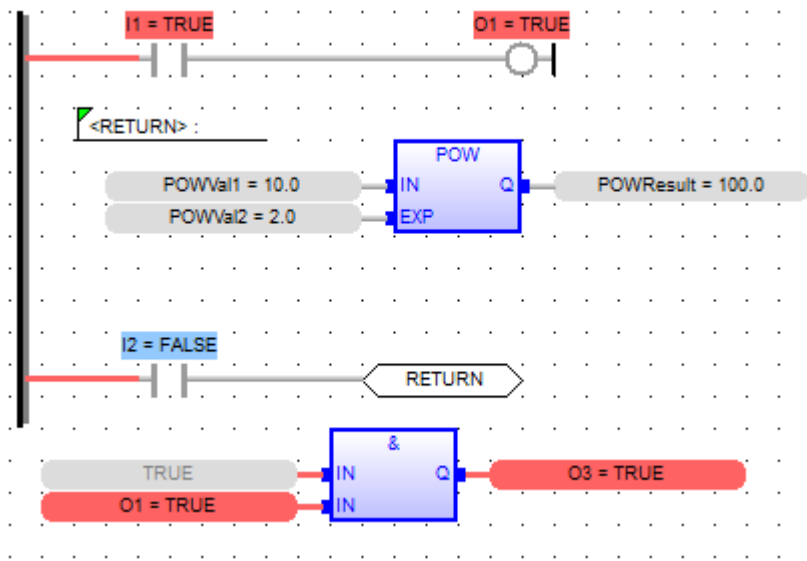 I1 = TRUE O1 = TRUE
<RETURN> :
POW
POWVal1 = 10.0 IN Q POWResult = 100.0
POWVal2 = 2.0 EXP
I2 = FALSE
RETURN
&
TRUE IN Q O3 = TRUE
O1 = TRUE IN